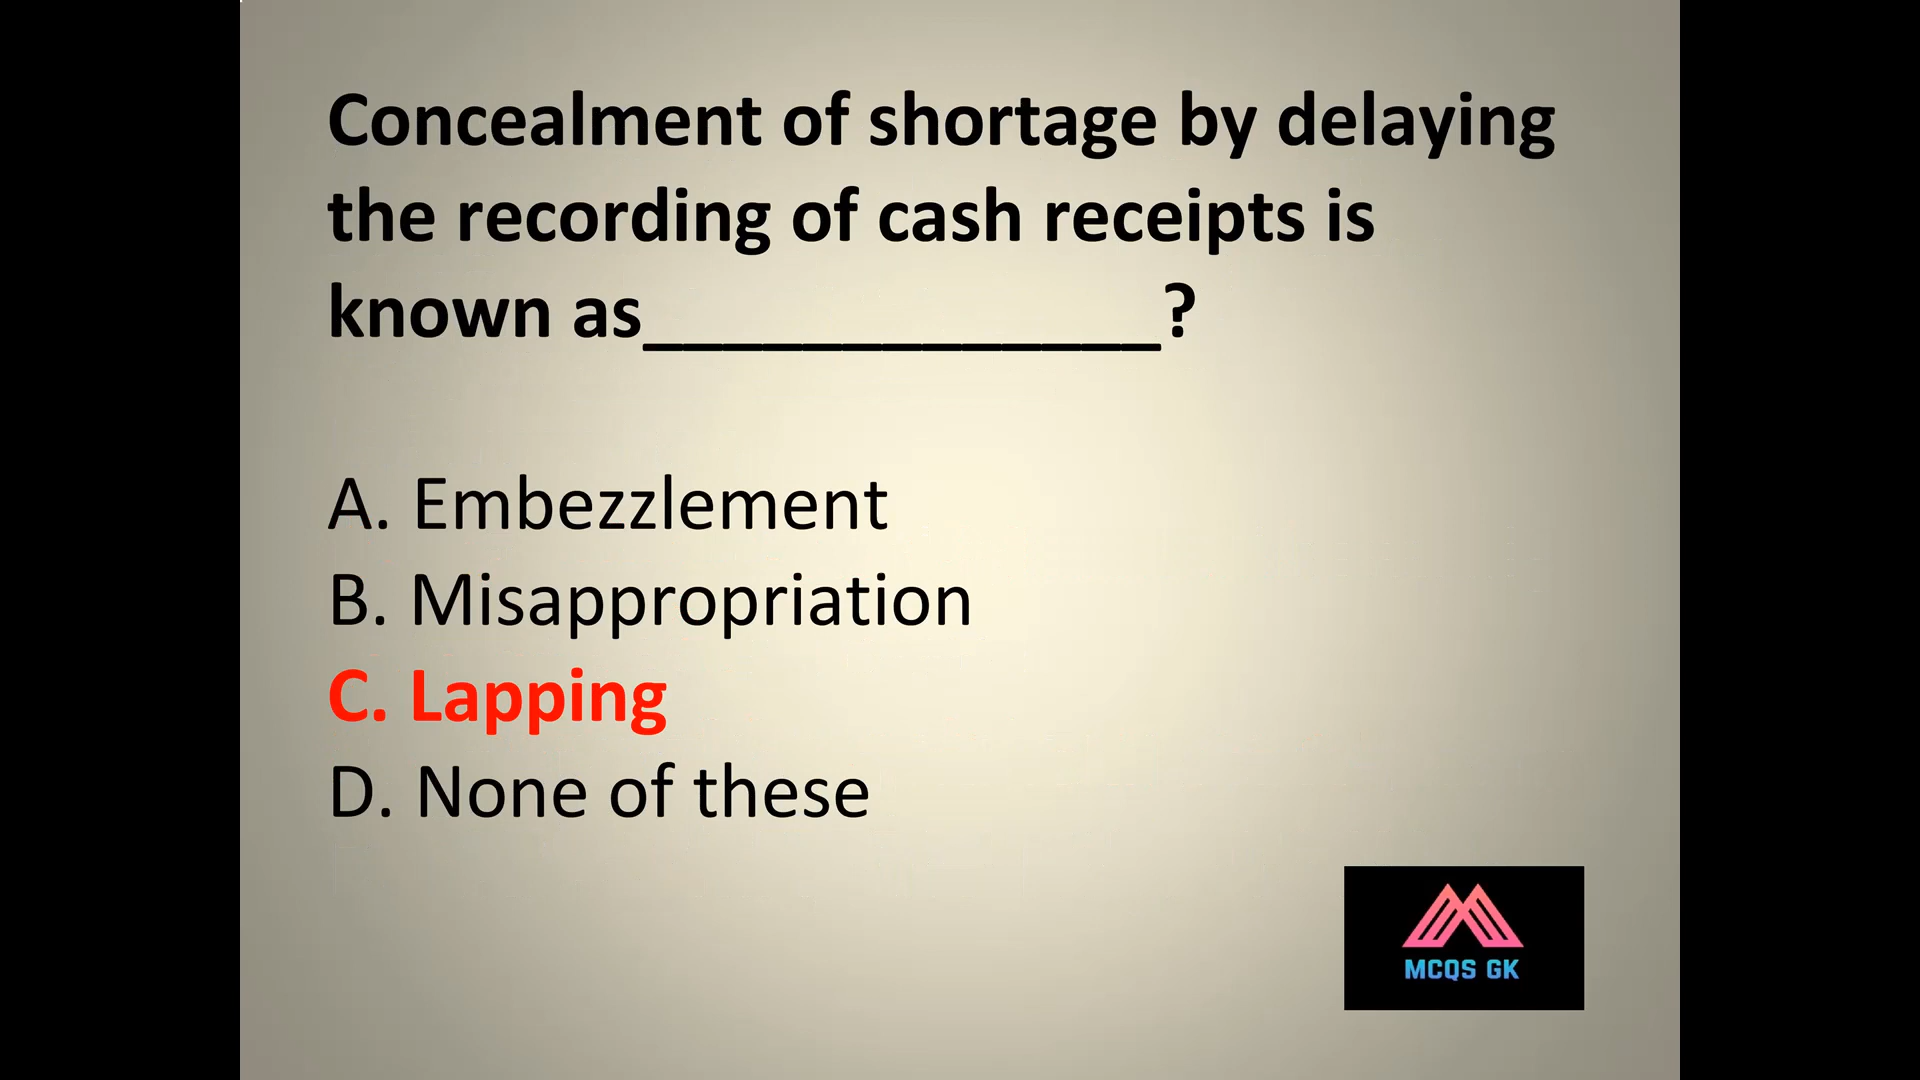 Concealment of shortage by delaying
the recording of cash receipts is
known as_____________?
A. Embezzlement
B. Misappropriation
C. Lapping
D. None of these
MCQS GK